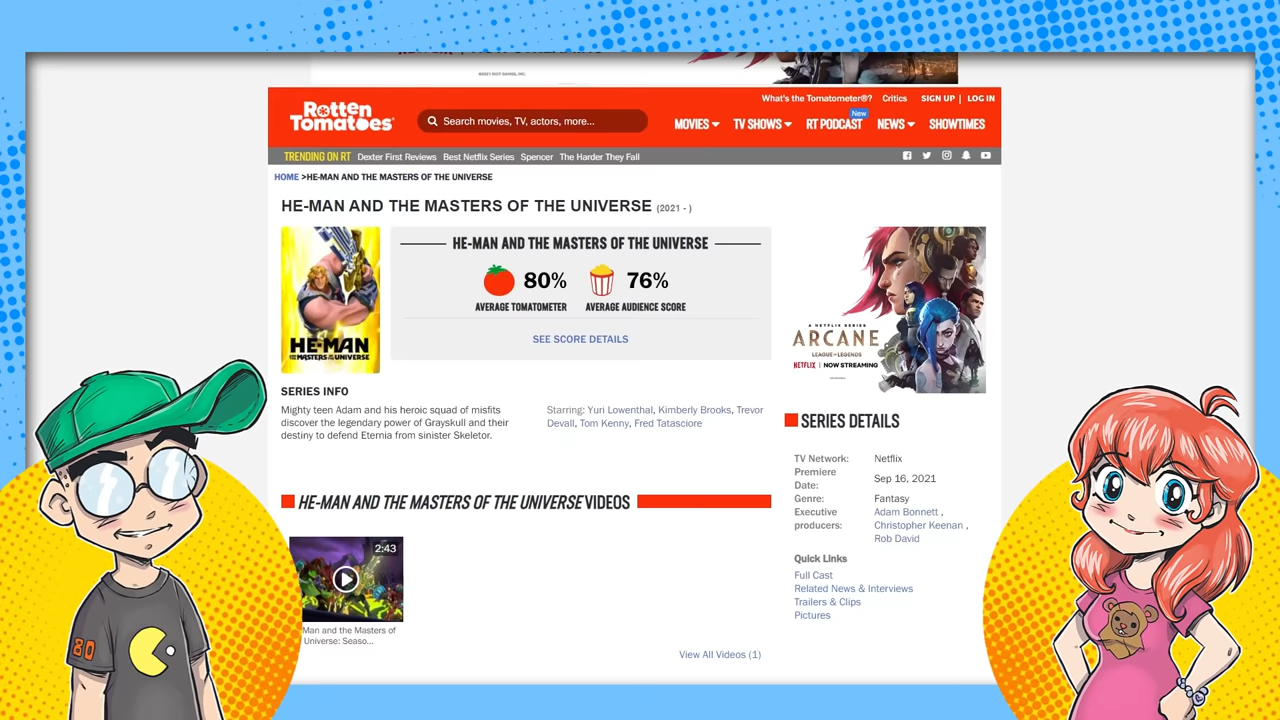 ©2021 RIOT GAMES, INC.
What's the Tomatometer®? Critics SIGN UP | LOG IN
Rotten
Tomatoes
Search movies, TV, actors, more...
New
MOVIES TV SHOWS RT PODCAST NEWS SHOWTIMES
TRENDING ON RT Dexter First Reviews Best Netflix Series Spencer The Harder They Fall
HOME >HE-MAN AND THE MASTERS OF THE UNIVERSE
HE-MAN AND THE MASTERS OF THE UNIVERSE (2021 - )
HE-MAN
AND THE MASTERS OF THE UNIVERSE
HE-MAN AND THE MASTERS OF THE UNIVERSE
80% 76%
AVERAGE TOMATOMETER AVERAGE AUDIENCE SCORE
SEE SCORE DETAILS
A NETFLIX SERIES
ARCANE
LEAGUE OF LEGENDS
NETFLIX | NOW STREAMING
SERIES INFO
Mighty teen Adam and his heroic squad of misfits
discover the legendary power of Grayskull and their
destiny to defend Eternia from sinister Skeletor.
Starring: Yuri Lowenthal, Kimberly Brooks, Trevor
Devall, Tom Kenny, Fred Tatasciore
SERIES DETAILS
TV Network: Netflix
Premiere
Date: Sep 16, 2021
Genre: Fantasy
Executive
producers: Adam Bonnett ,
Christopher Keenan ,
Rob David
Quick Links
Full Cast
Related News & Interviews
Trailers & Clips
Pictures
HE-MAN AND THE MASTERS OF THE UNIVERSE VIDEOS
2:43
Man and the Masters of
Universe: Seaso...
View All Videos (1)
80